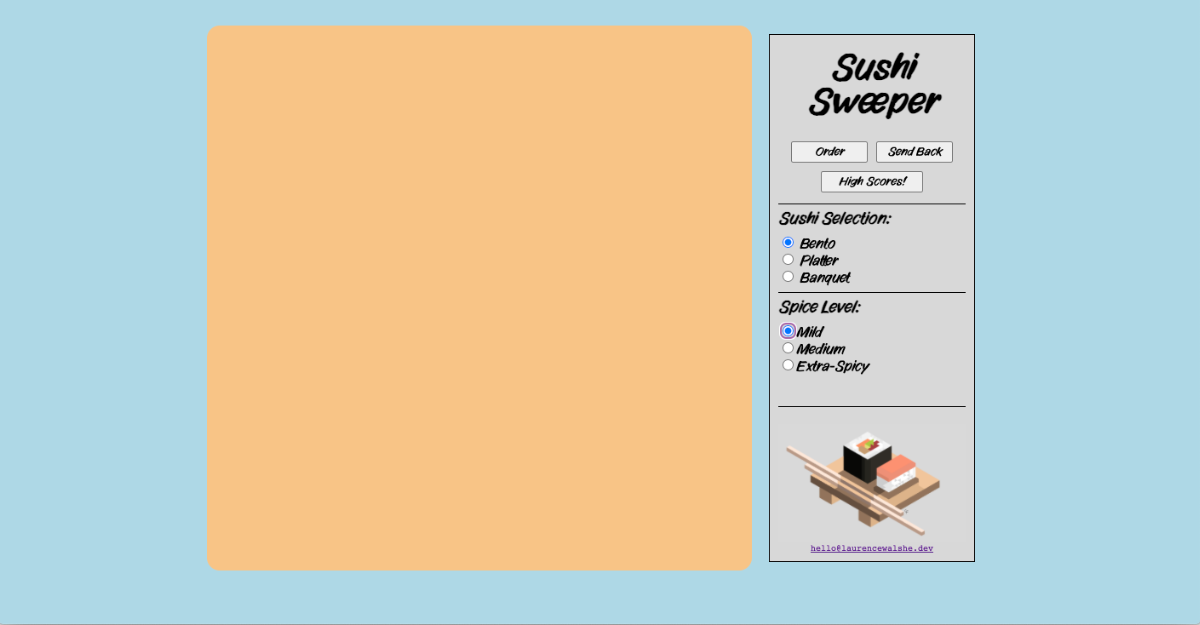 Sushi
Sweeper
Order
Send Back
High Scores!
Sushi Selection:
Bento
Platter
Banquet
Spice Level:
Mild
Medium
Extra-Spicy
hello@laurencewalshe.dev